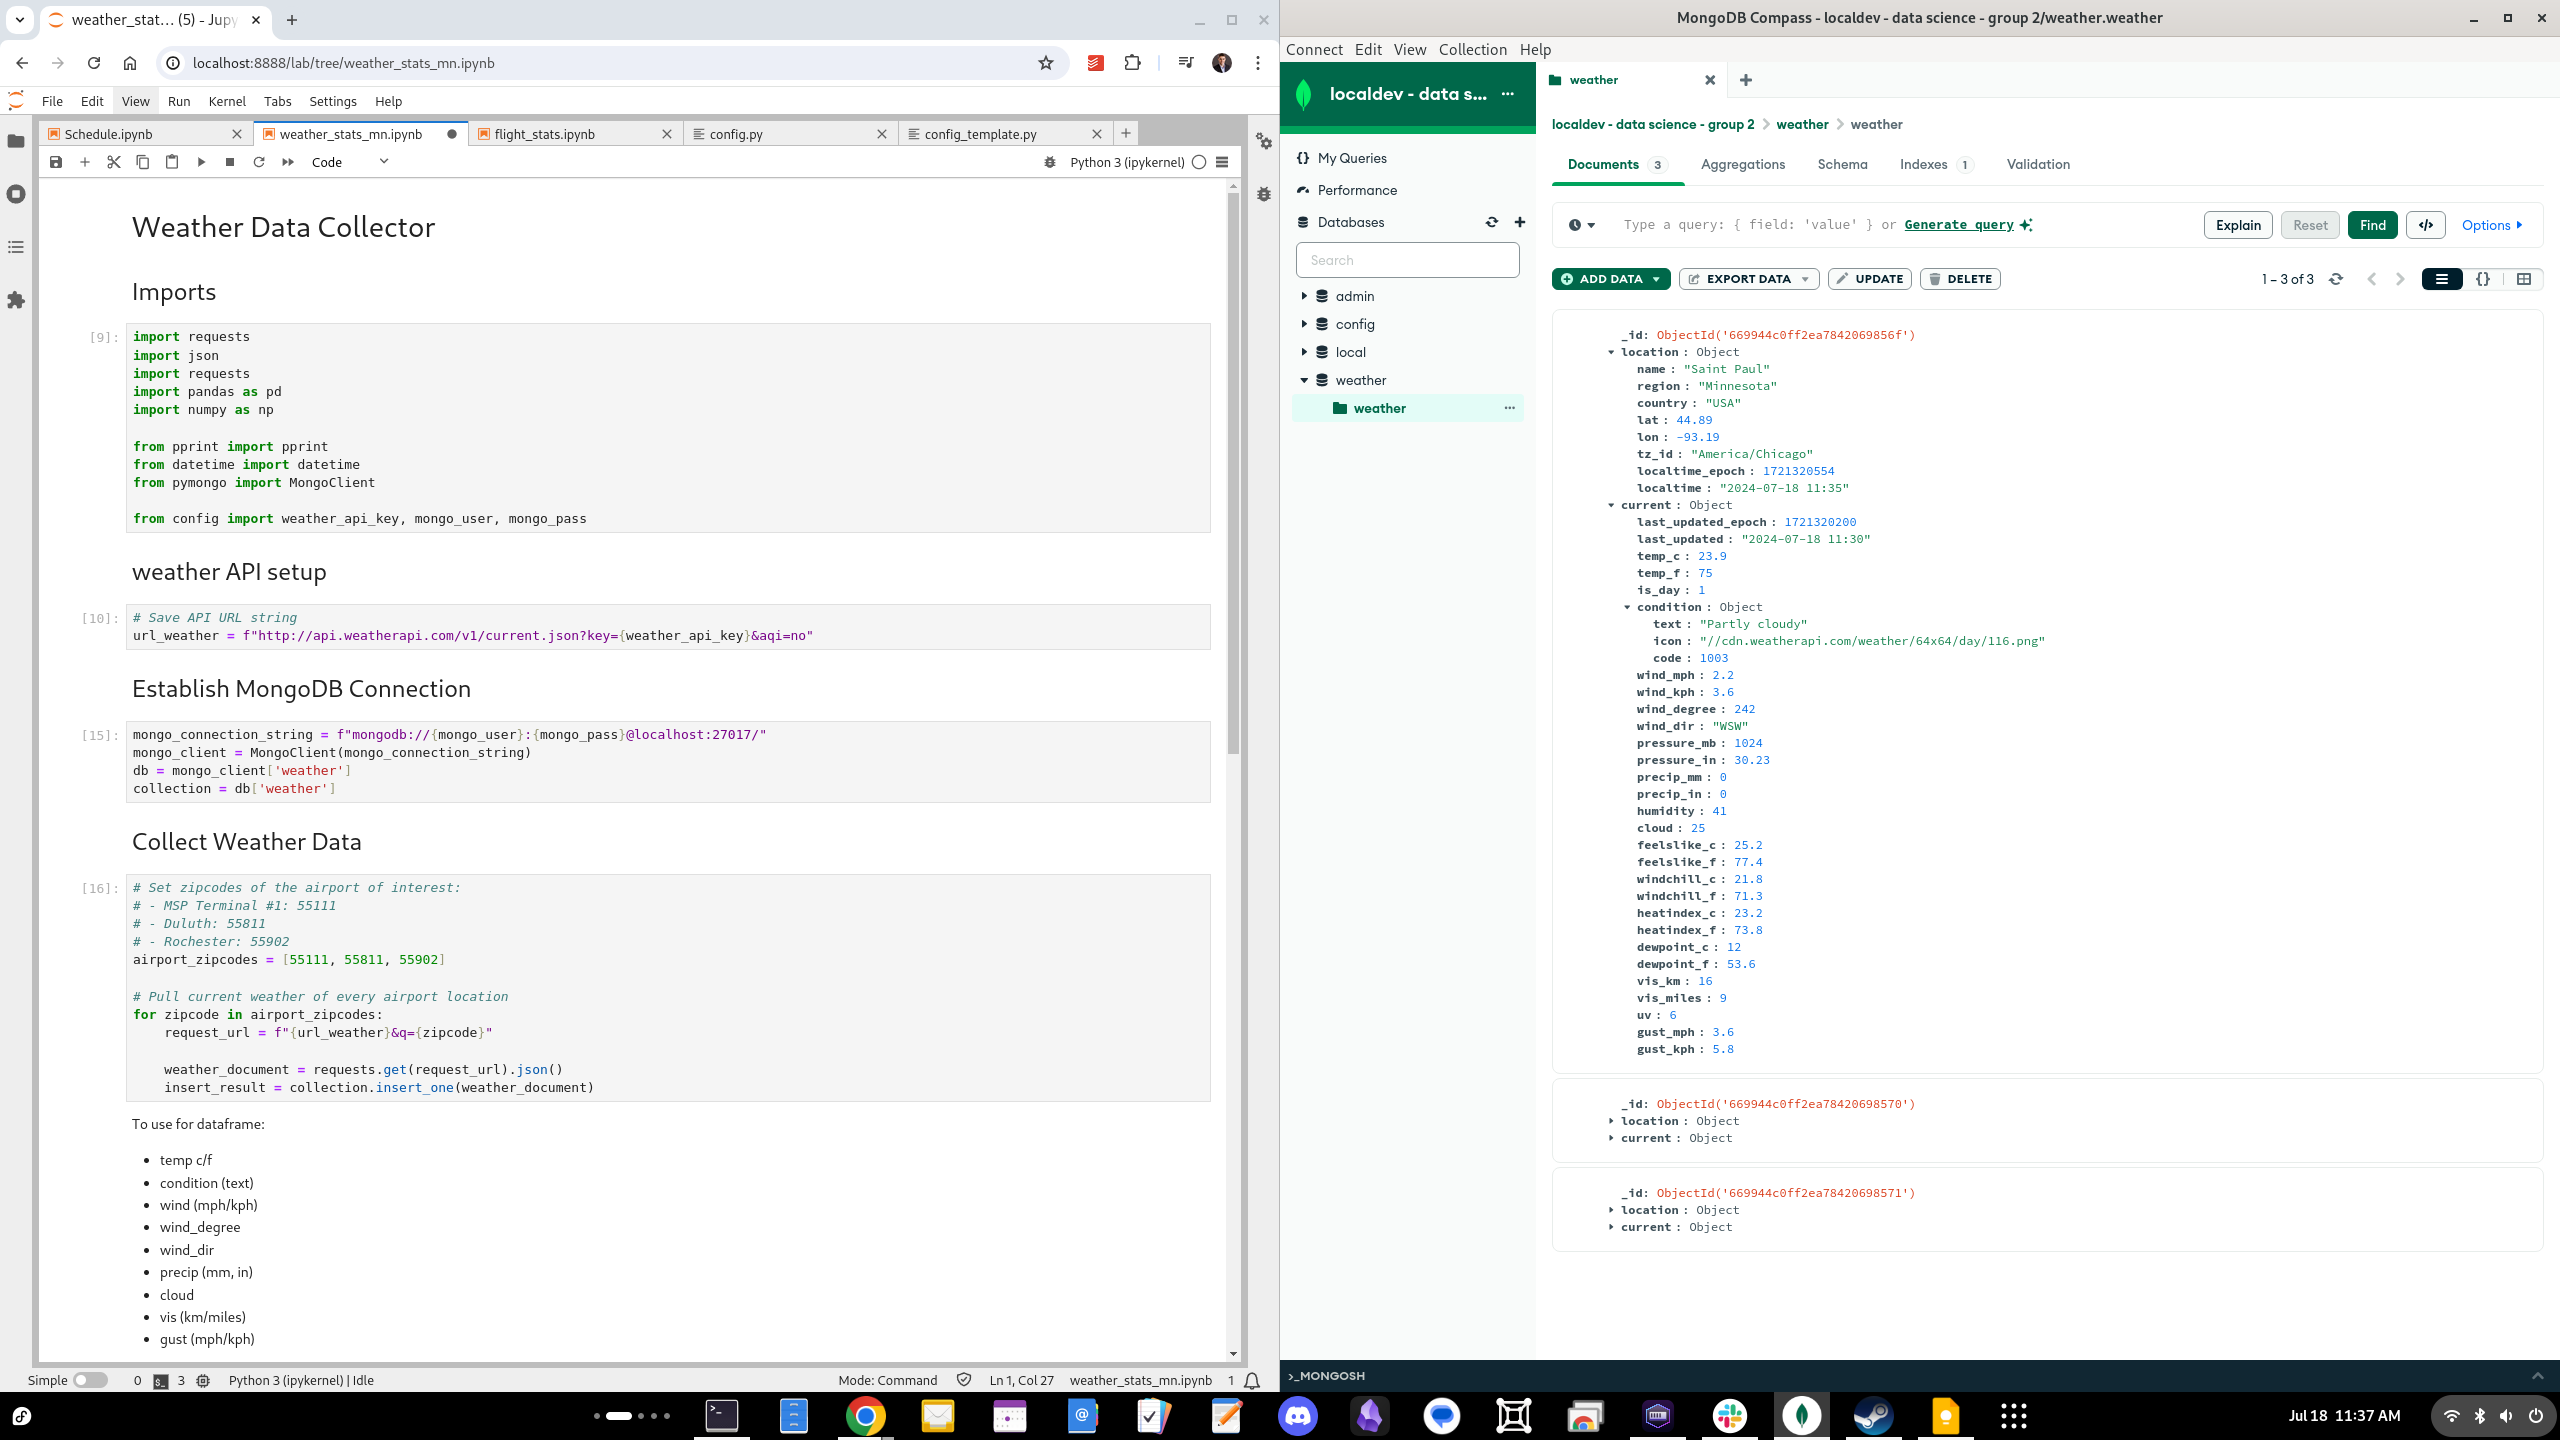 weather_stat… (5) - Jupy
localhost:8888/lab/tree/weather_stats_mn.ipynb
File Edit View Run Kernel Tabs Settings Help
Schedule.ipynb weather_stats_mn.ipynb flight_stats.ipynb config.py config_template.py
Code Python 3 (ipykernel)
Weather Data Collector
Imports
[9]: import requests
import json
import requests
import pandas as pd
import numpy as np
from pprint import pprint
from datetime import datetime
from pymongo import MongoClient
from config import weather_api_key, mongo_user, mongo_pass
weather API setup
[10]: # Save API URL string
url_weather = f"http://api.weatherapi.com/v1/current.json?key={weather_api_key}&aqi=no"
Establish MongoDB Connection
[15]: mongo_connection_string = f"mongodb://{mongo_user}:{mongo_pass}@localhost:27017/"
mongo_client = MongoClient(mongo_connection_string)
db = mongo_client['weather']
collection = db['weather']
Collect Weather Data
[16]: # Set zipcodes of the airport of interest:
# - MSP Terminal #1: 55111
# - Duluth: 55811
# - Rochester: 55902
airport_zipcodes = [55111, 55811, 55902]
# Pull current weather of every airport location
for zipcode in airport_zipcodes:
request_url = f"{url_weather}&q={zipcode}"
weather_document = requests.get(request_url).json()
insert_result = collection.insert_one(weather_document)
To use for dataframe:
• temp c/f
• condition (text)
• wind (mph/kph)
• wind_degree
• wind_dir
• precip (mm, in)
• cloud
• vis (km/miles)
• gust (mph/kph)
Simple 0 3 Python 3 (ipykernel) | Idle Mode: Command Ln 1, Col 27 weather_stats_mn.ipynb 1
MongoDB Compass - localdev - data science - group 2/weather.weather
Connect Edit View Collection Help
localdev - data s...
My Queries
Performance
Databases
Search
admin
config
local
weather
weather
weather
localdev - data science - group 2 > weather > weather
Documents 3 Aggregations Schema Indexes 1 Validation
Type a query: { field: 'value' } or Generate query Explain Reset Find </> Options
ADD DATA EXPORT DATA UPDATE DELETE 1 – 3 of 3 {}
_id: ObjectId('669944c0ff2ea7842069856f')
location : Object
name : "Saint Paul"
region : "Minnesota"
country : "USA"
lat : 44.89
lon : -93.19
tz_id : "America/Chicago"
localtime_epoch : 1721320554
localtime : "2024-07-18 11:35"
current : Object
last_updated_epoch : 1721320200
last_updated : "2024-07-18 11:30"
temp_c : 23.9
temp_f : 75
is_day : 1
condition : Object
text : "Partly cloudy"
icon : "//cdn.weatherapi.com/weather/64x64/day/116.png"
code : 1003
wind_mph : 2.2
wind_kph : 3.6
wind_degree : 242
wind_dir : "WSW"
pressure_mb : 1024
pressure_in : 30.23
precip_mm : 0
precip_in : 0
humidity : 41
cloud : 25
feelslike_c : 25.2
feelslike_f : 77.4
windchill_c : 21.8
windchill_f : 71.3
heatindex_c : 23.2
heatindex_f : 73.8
dewpoint_c : 12
dewpoint_f : 53.6
vis_km : 16
vis_miles : 9
uv : 6
gust_mph : 3.6
gust_kph : 5.8
_id: ObjectId('669944c0ff2ea78420698570')
location : Object
current : Object
_id: ObjectId('669944c0ff2ea78420698571')
location : Object
current : Object
>_MONGOSH
Jul 18 11:37 AM